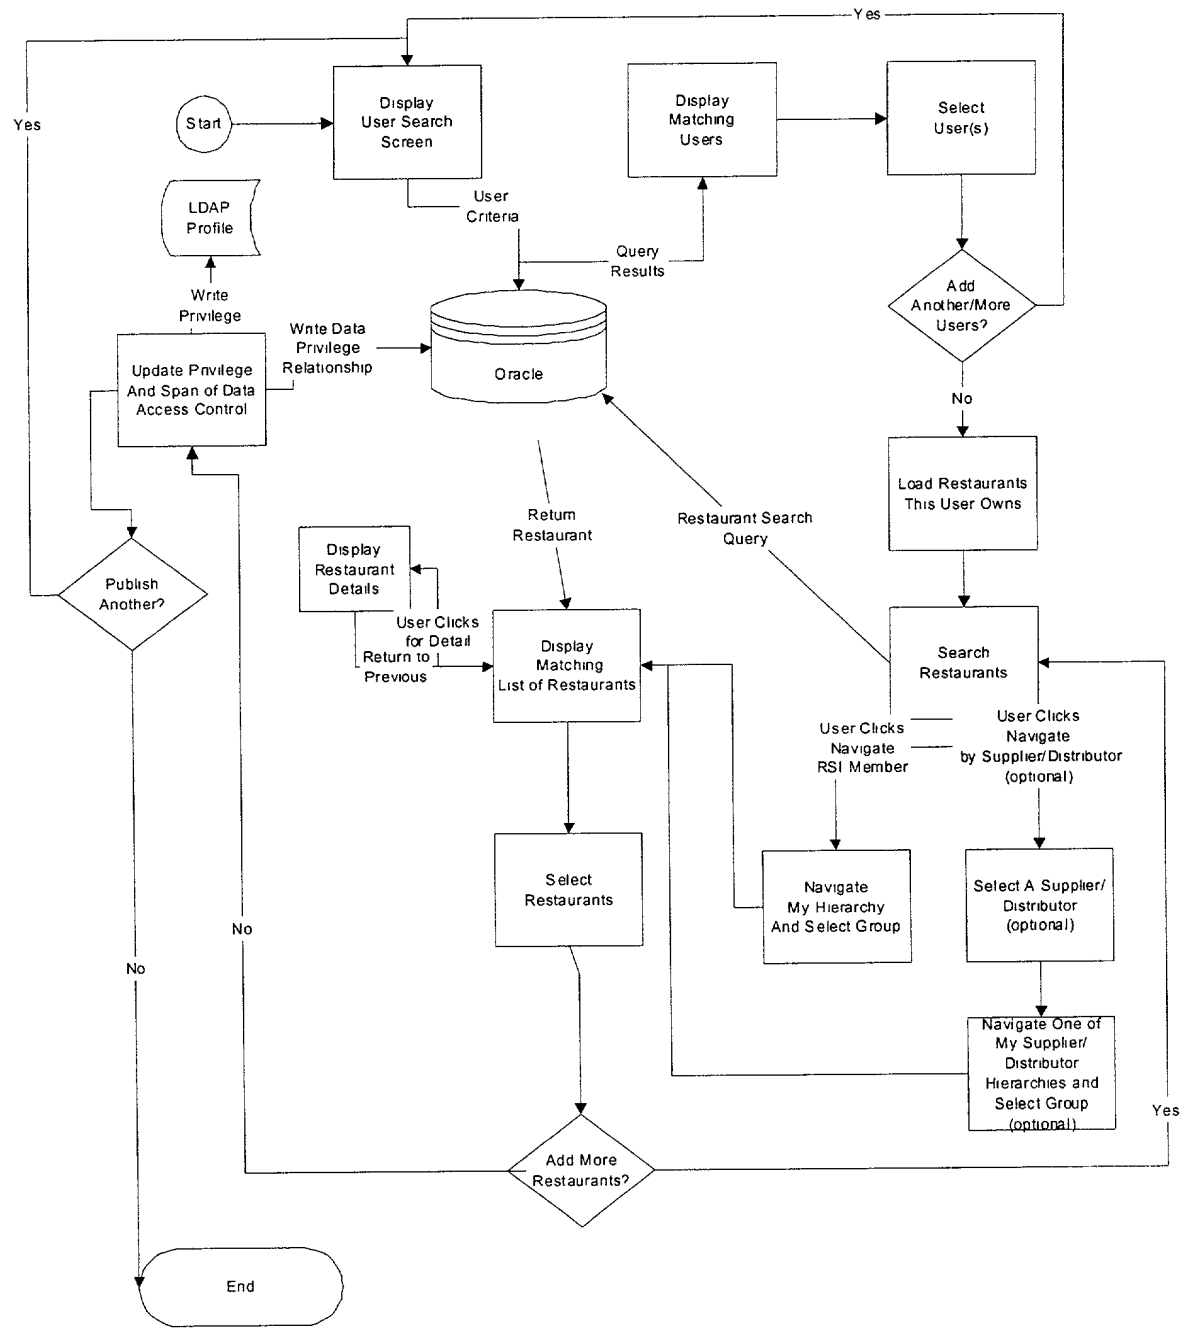 Yes
Yes
Start
Display
User Search
Screen
Display
Matching
Users
Select
User(s)
LDAP
Profile
User
Criteria
Query
Results
Write
Privilege
Add
Another/More
Users?
Write Data
Privilege
Relationship
Update Privilege
And Span of Data
Access Control
Oracle
No
Load Restaurants
This User Owns
Return
Restaurant
Restaurant Search
Query
Display
Restaurant
Details
Publish
Another?
User Clicks
for Detail
Return to
Previous
Display
Matching
List of Restaurants
Search
Restaurants
User Clicks
Navigate
RSI Member
User Clicks
Navigate
by Supplier/Distributor
(optional)
Select
Restaurants
Navigate
My Hierarchy
And Select Group
Select A Supplier/
Distributor
(optional)
No
No
Navigate One of
My Supplier/
Distributor
Hierarchies and
Select Group
(optional)
Yes
Add More
Restaurants?
End